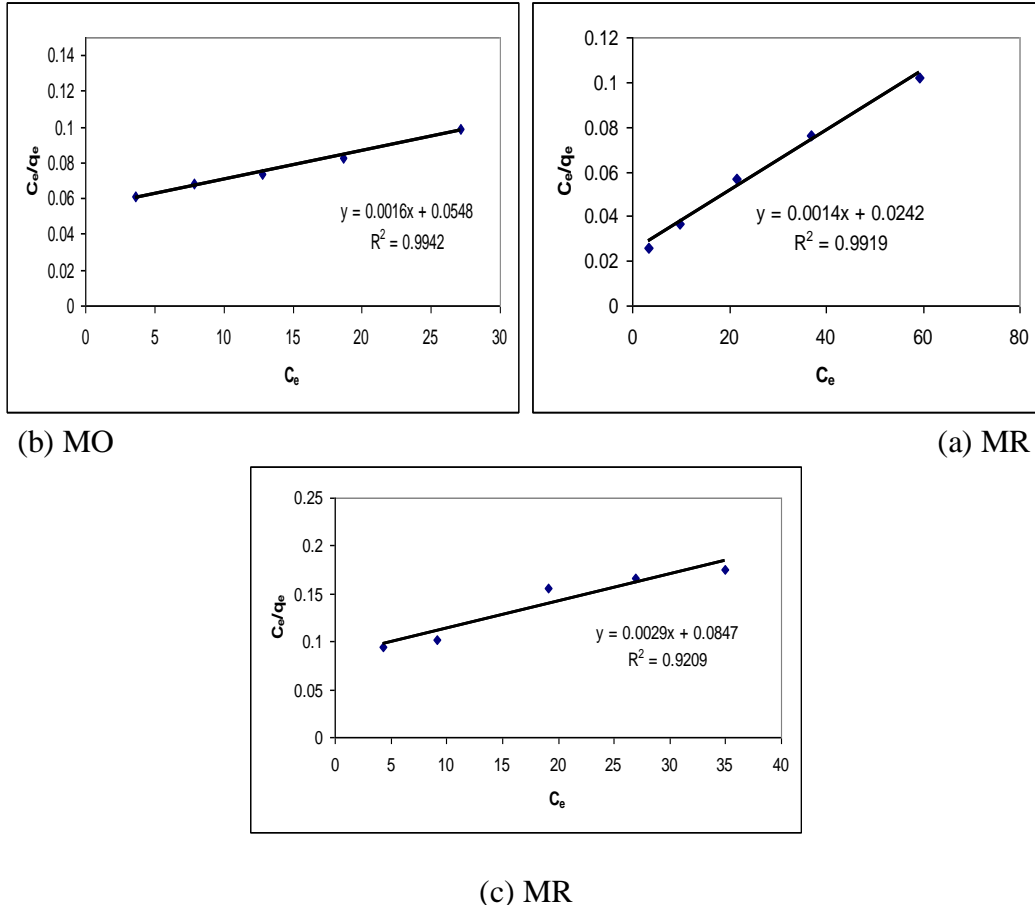 Cₑ/qₑ
0.14
0.12
0.1
0.08
0.06
0.04
0.02
0
y = 0.0016x + 0.0548
R² = 0.9942
0 5 10 15 20 25 30
Cₑ
(b) MO
Cₑ/qₑ
0.12
0.1
0.08
0.06
0.04
0.02
0
y = 0.0014x + 0.0242
R² = 0.9919
0 20 40 60 80
Cₑ
(a) MR
Cₑ/qₑ
0.25
0.2
0.15
0.1
0.05
0
y = 0.0029x + 0.0847
R² = 0.9209
0 5 10 15 20 25 30 35 40
Cₑ
(c) MR